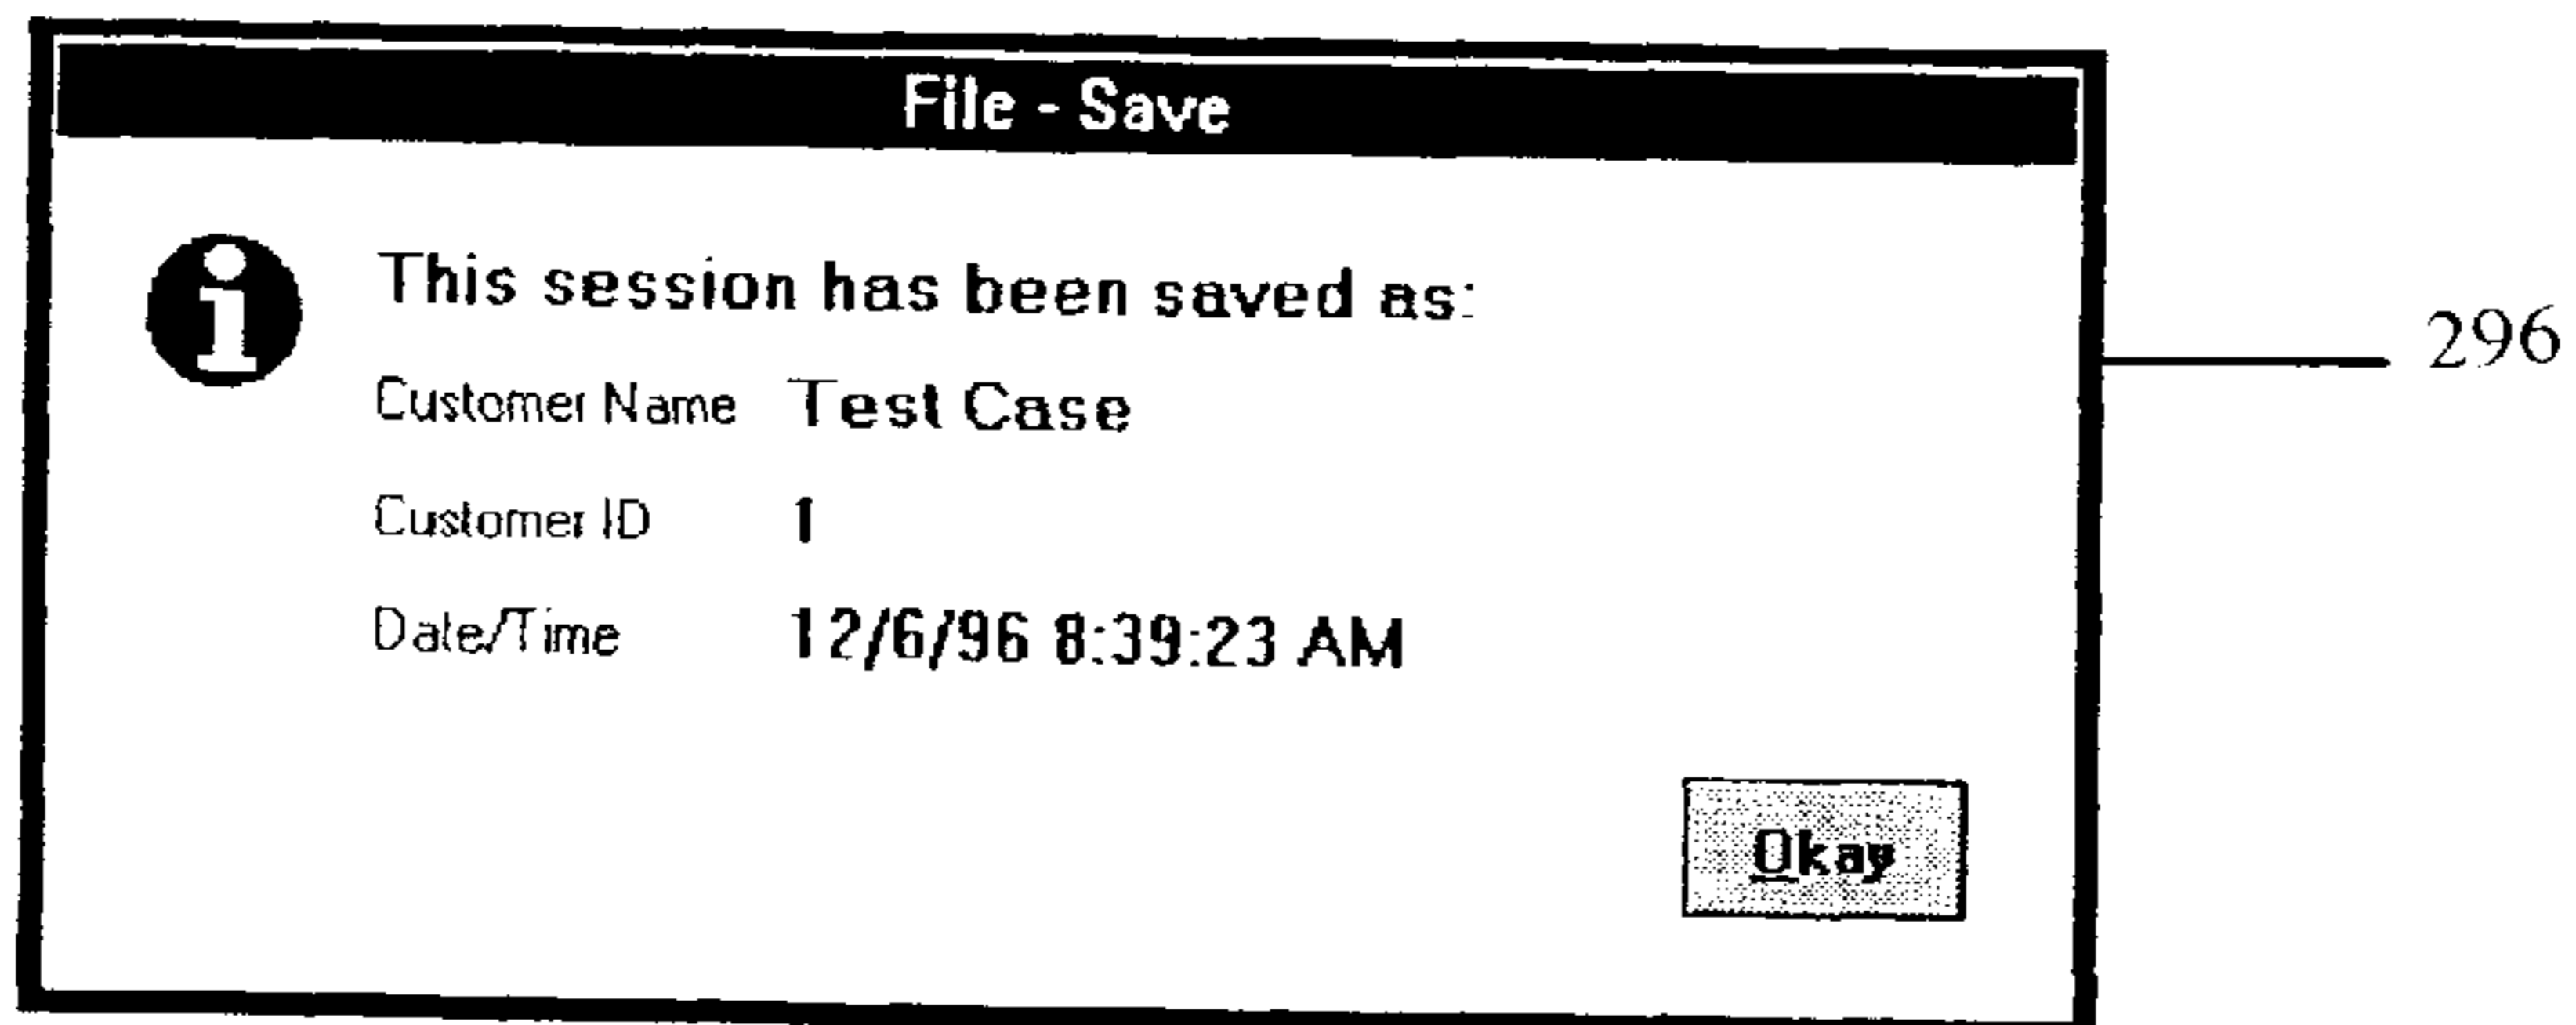 File - Save
This session has been saved as:
296
Customer Name Test Case
Customer ID 1
Date/Time 12/6/96 8:39:23 AM
Okay